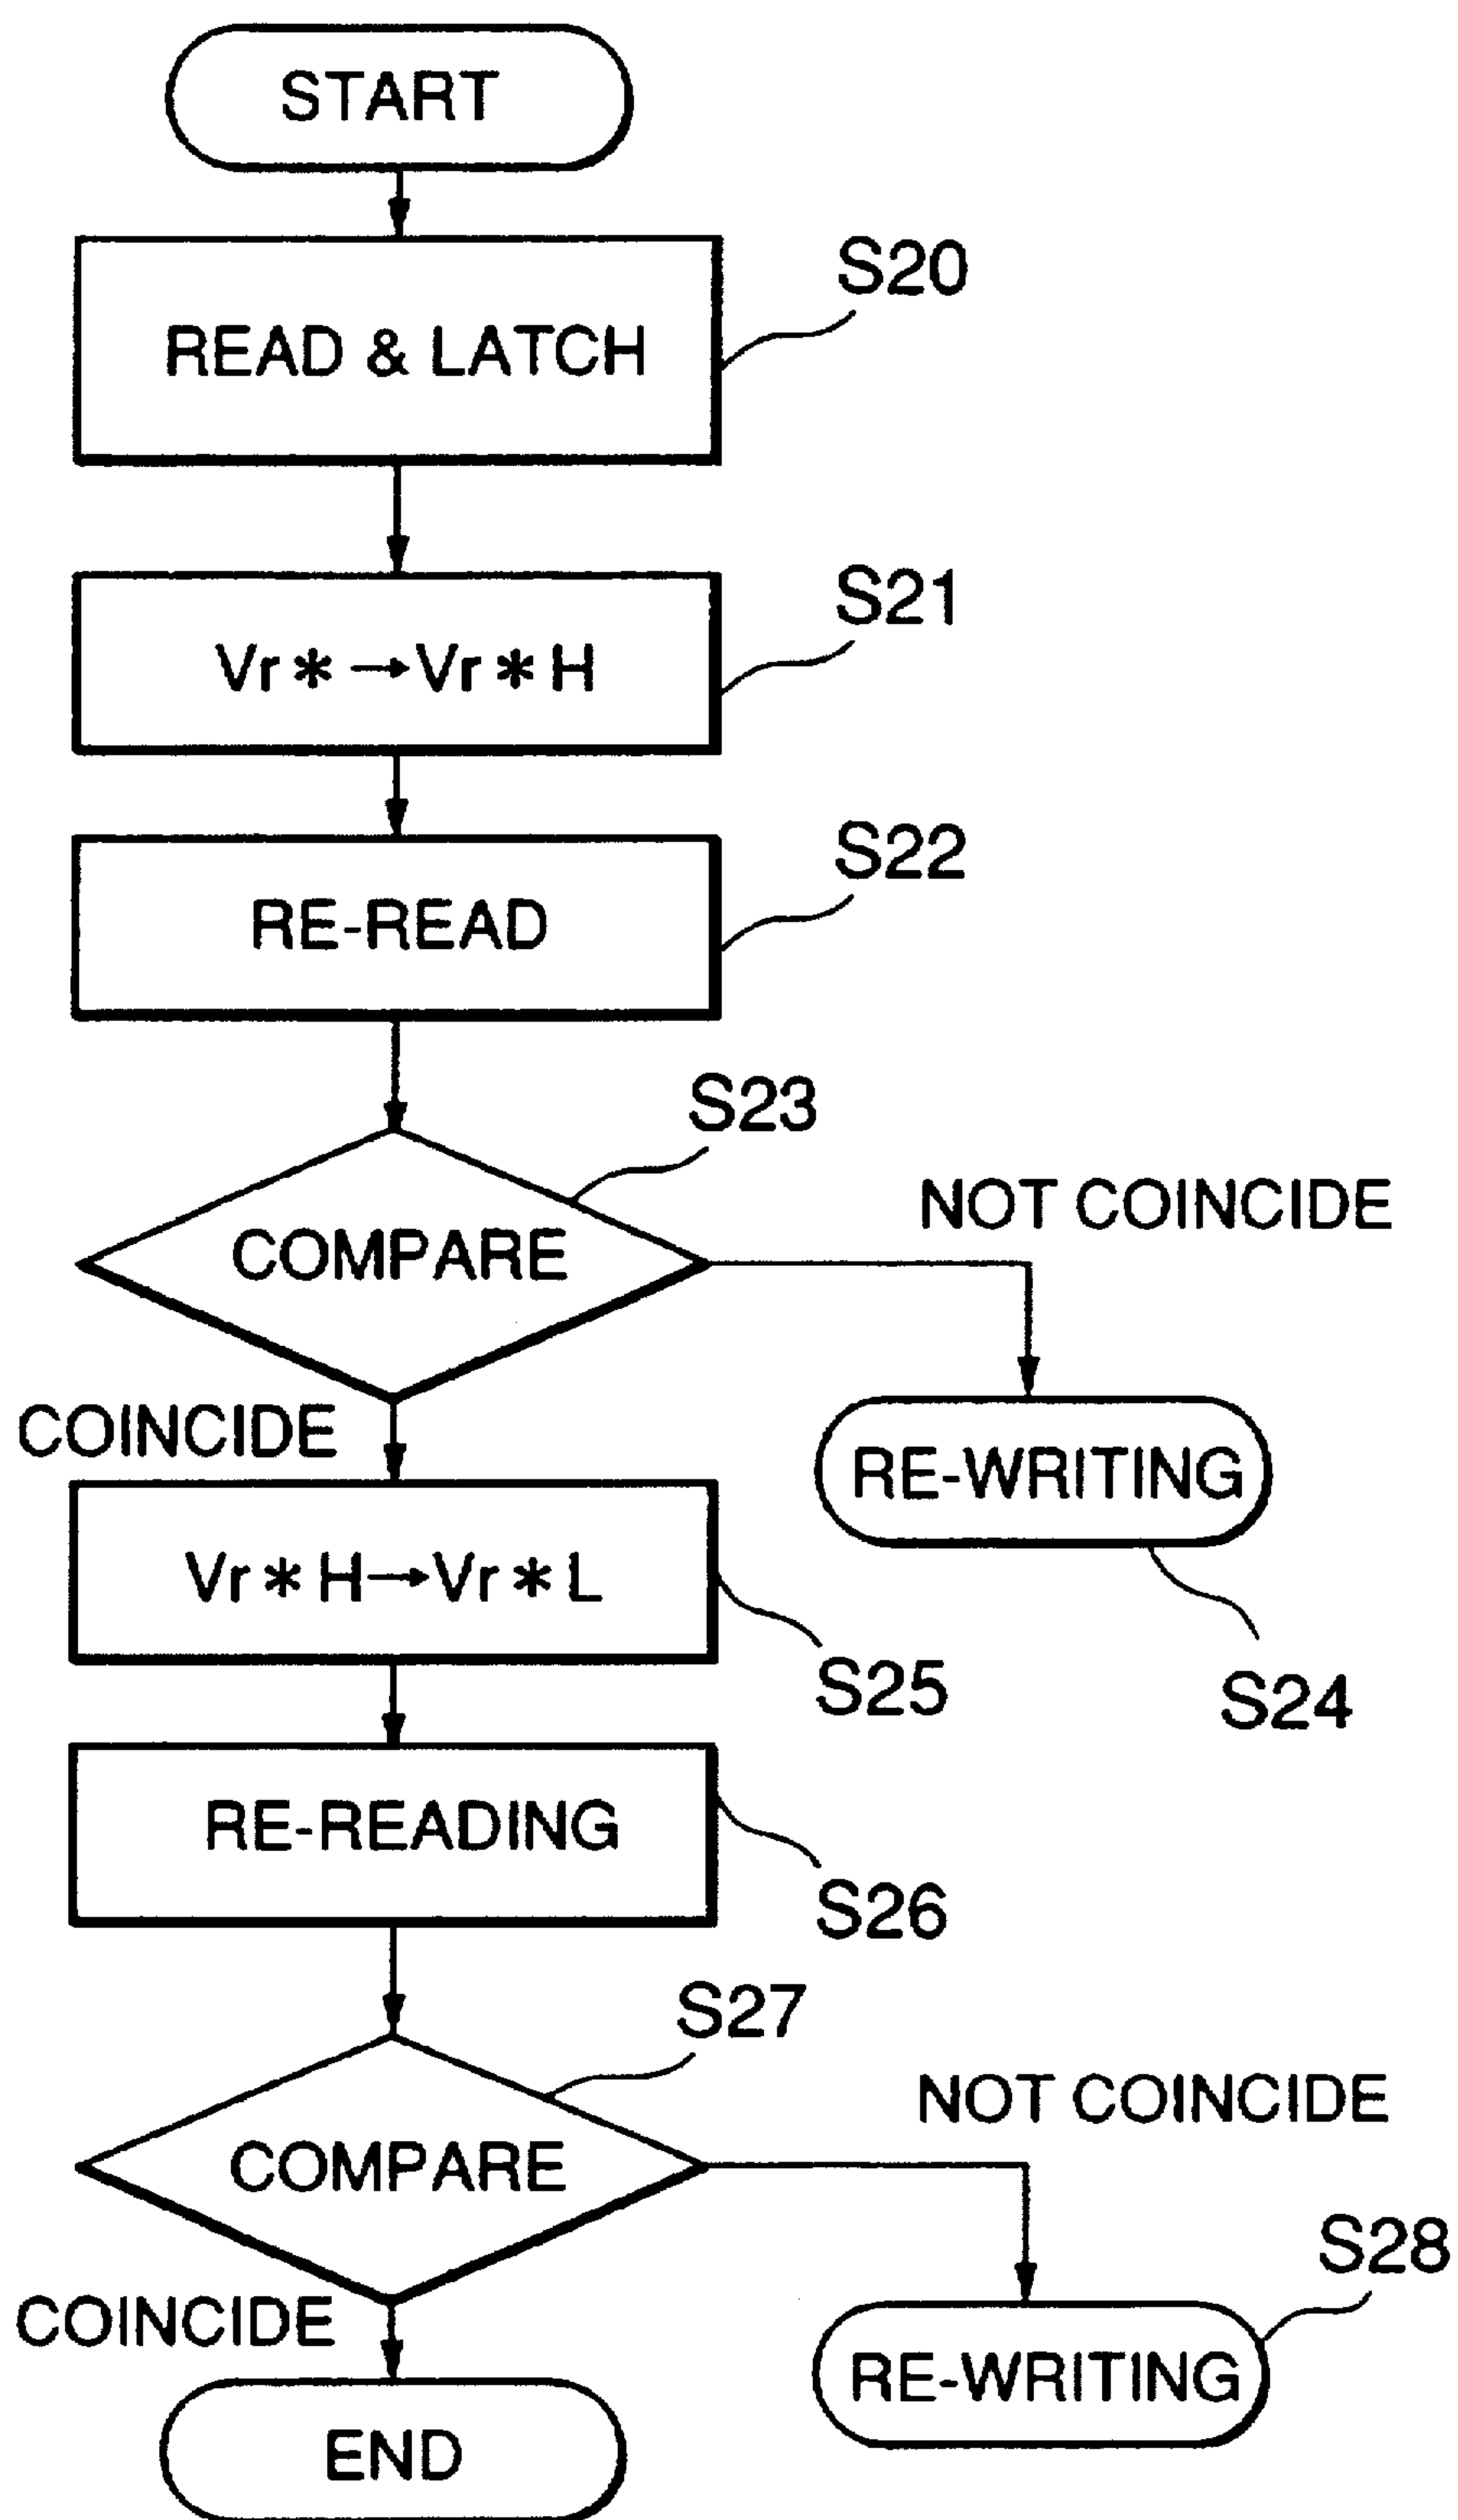 START
READ & LATCH
S20
Vr*→Vr*H
S21
RE-READ
S22
COMPARE
S23
NOT COINCIDE
COINCIDE
RE-WRITING
S24
Vr*H→Vr*L
S25
RE-READING
S26
COMPARE
S27
NOT COINCIDE
COINCIDE
RE-WRITING
S28
END